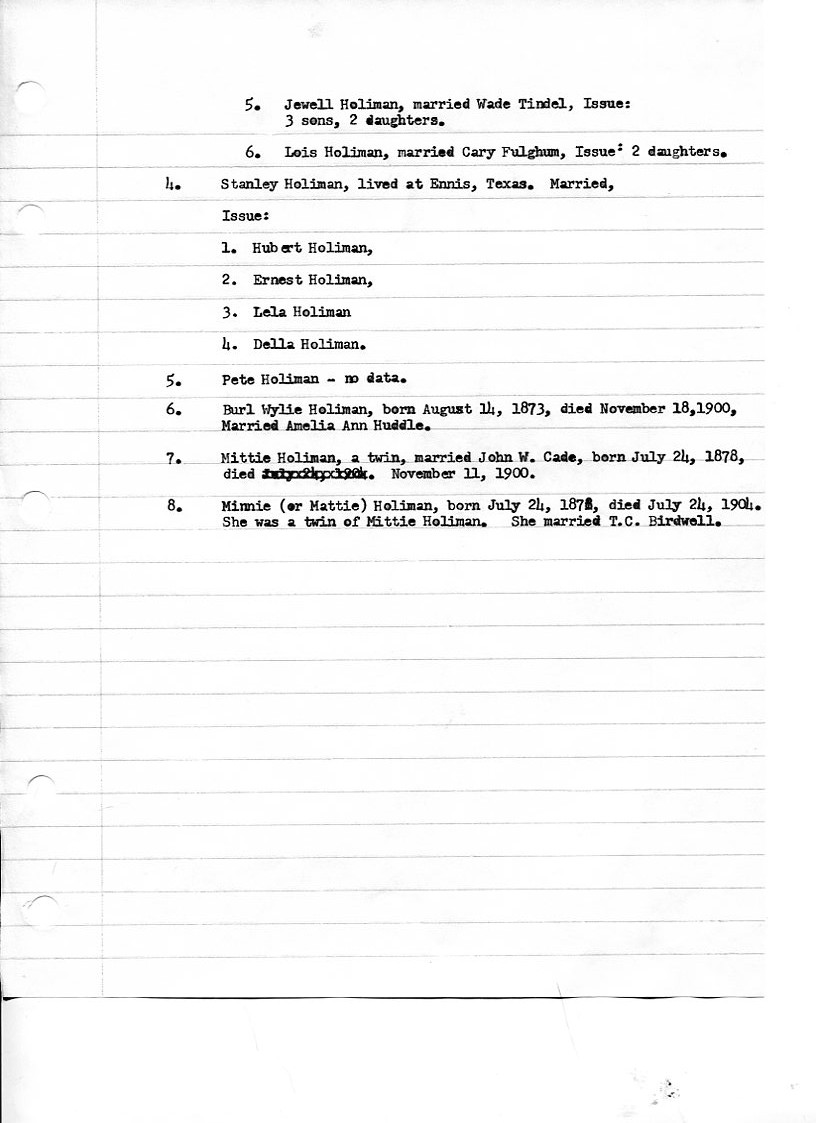 5. Jewell Holiman, married Wade Tindel, Issue:
3 sons, 2 daughters.
6. Lois Holiman, married Cary Fulghum, Issue: 2 daughters.
4. Stanley Holiman, lived at Ennis, Texas. Married,
Issue:
1. Hubert Holiman,
2. Ernest Holiman,
3. Lela Holiman
4. Della Holiman.
5. Pete Holiman - no data.
6. Burl Wylie Holiman, born August 14, 1873, died November 18,1900,
Married Amelia Ann Huddle.
7. Mittie Holiman, a twin, married John W. Cade, born July 24, 1878,
died November 11, 1900.
8. Minnie (or Mattie) Holiman, born July 24, 1878, died July 24, 1904.
She was a twin of Mittie Holiman. She married T.C. Birdwell.